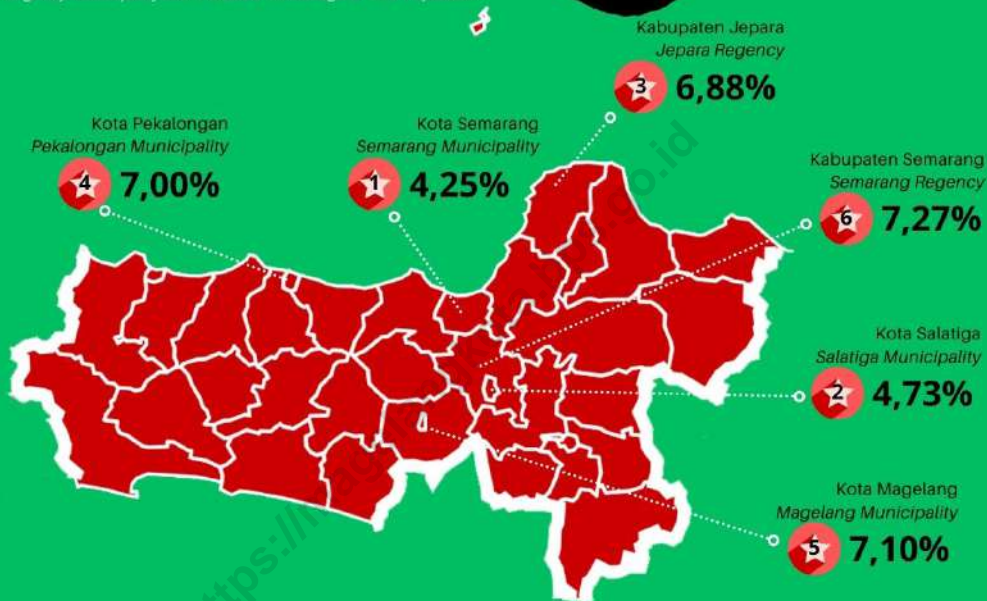 Kabupaten Jepara
Jepara Regency
3
6,88%
Kota Pekalongan
Pekalongan Municipality
4
7,00%
Kota Semarang
Semarang Municipality
1
4,25%
Kabupaten Semarang
Semarang Regency
6
7,27%
Kota Salatiga
Salatiga Municipality
2
4,73%
Kota Magelang
Magelang Municipality
5
7,10%